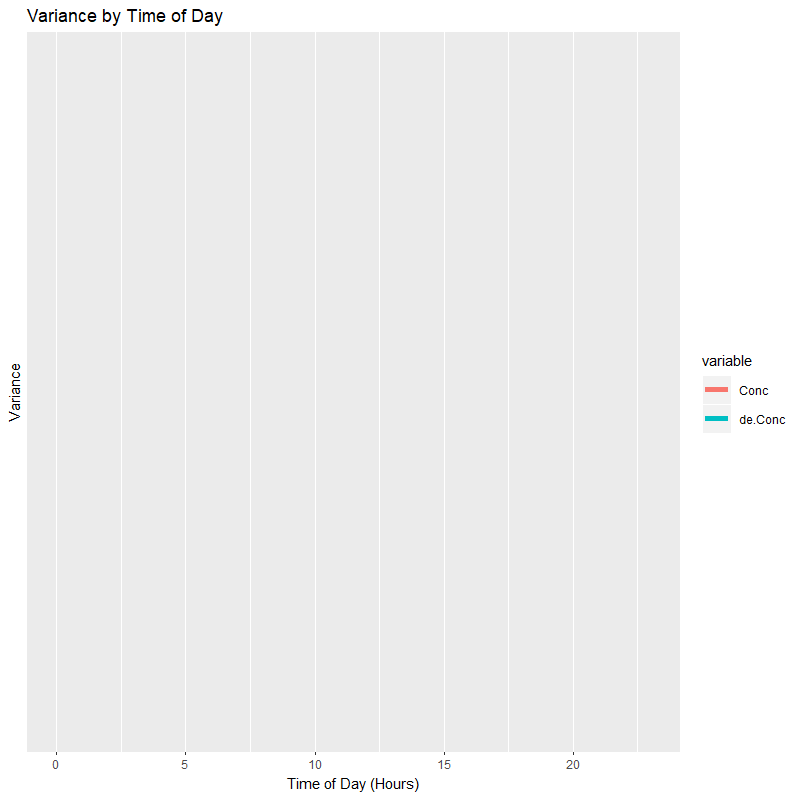 Variance by Time of Day
Variance
variable
Conc
de.Conc
0 5 10 15 20
Time of Day (Hours)